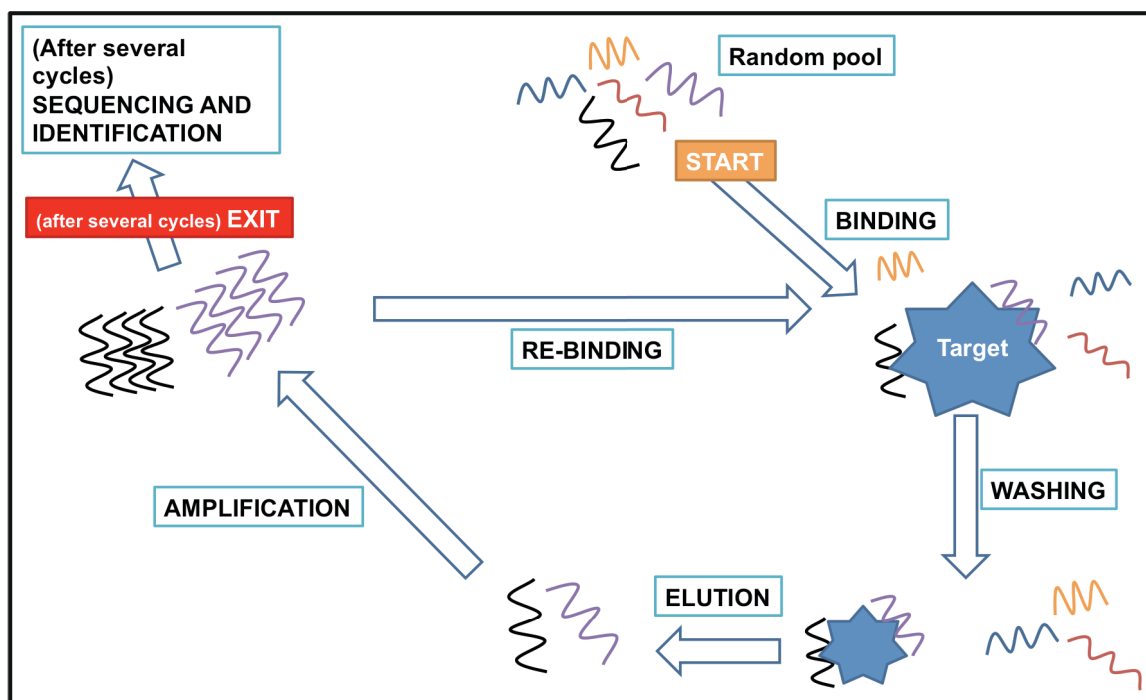 (After several
cycles)
SEQUENCING AND
IDENTIFICATION
Random pool
START
(after several cycles) EXIT
BINDING
Target
RE-BINDING
WASHING
AMPLIFICATION
ELUTION